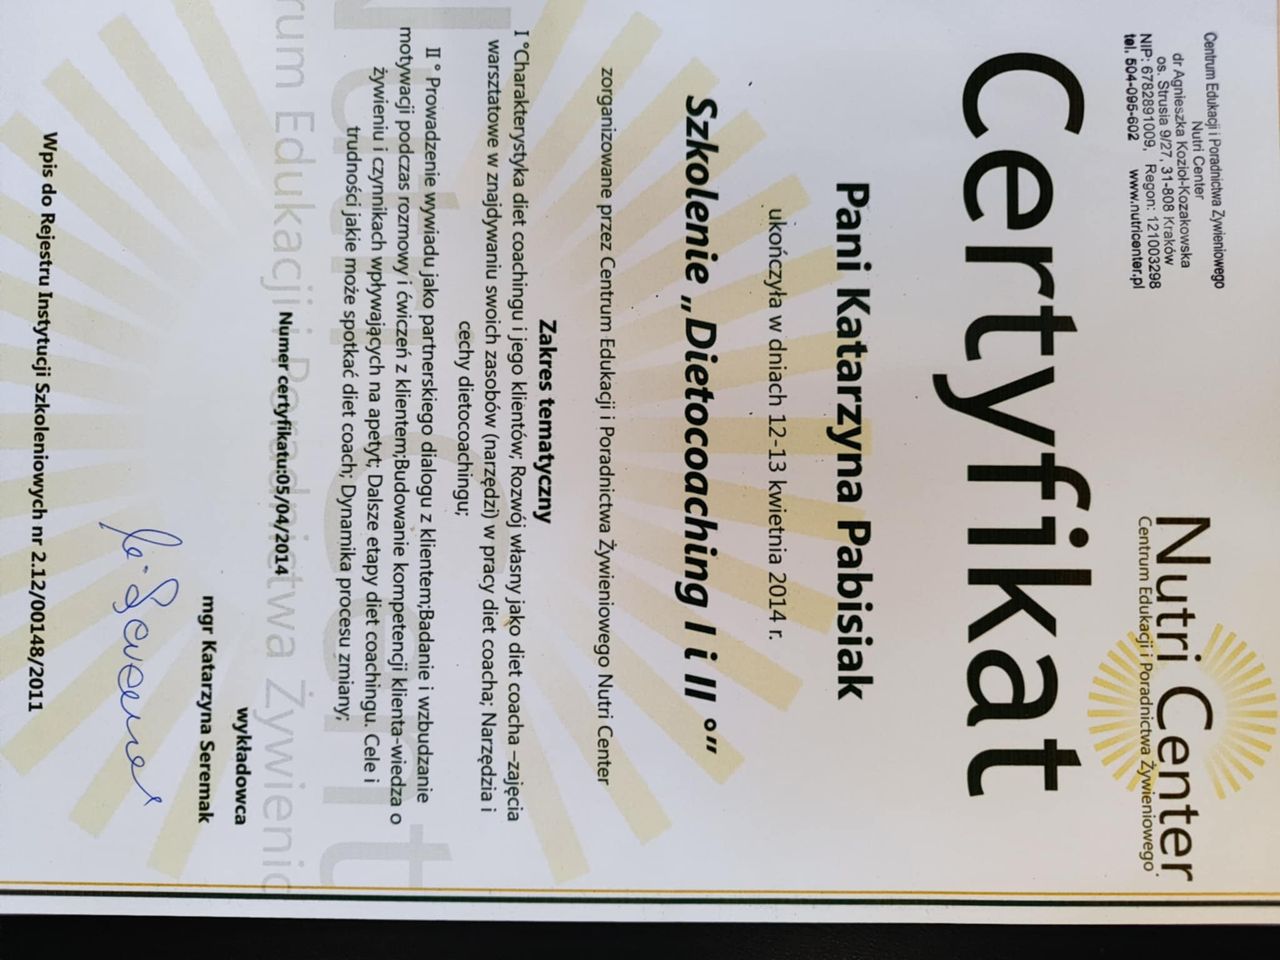 Centrum Edukacji i Poradnictwa Żywieniowego
Nutri Center
dr Agnieszka Kozioł-Kozakowska
os. Strusia 9/27, 31-808 Kraków
NIP: 6782891009, Regon: 121003298
tel. 504-095-602 www.nutricenter.pl
Nutri Center
Centrum Edukacji i Poradnictwa Żywieniowego
Certyfikat
Pani Katarzyna Pabisiak
ukończyła w dniach 12-13 kwietnia 2014 r.
Szkolenie „Dietocoaching I i II °”
zorganizowane przez Centrum Edukacji i Poradnictwa Żywieniowego Nutri Center
Zakres tematyczny
I °Charakterystyka diet coachingu i jego klientów; Rozwój własny jako diet coacha –zajęcia
warsztatowe w znajdywaniu swoich zasobów (narzędzi) w pracy diet coacha; Narzędzia i
cechy dietocoachingu;
II ° Prowadzenie wywiadu jako partnerskiego dialogu z klientem;Badanie i wzbudzanie
motywacji podczas rozmowy i ćwiczeń z klientem;Budowanie kompetencji klienta-wiedza o
żywieniu i czynnikach wpływających na apetyt; Dalsze etapy diet coachingu. Cele i
trudności jakie może spotkać diet coach; Dynamika procesu zmiany;
rum Edukacji i Poradnictwa Żywienio
Numer certyfikatu:05/04/2014
wykładowca
mgr Katarzyna Seremak
Wpis do Rejestru Instytucji Szkoleniowych nr 2.12/00148/2011